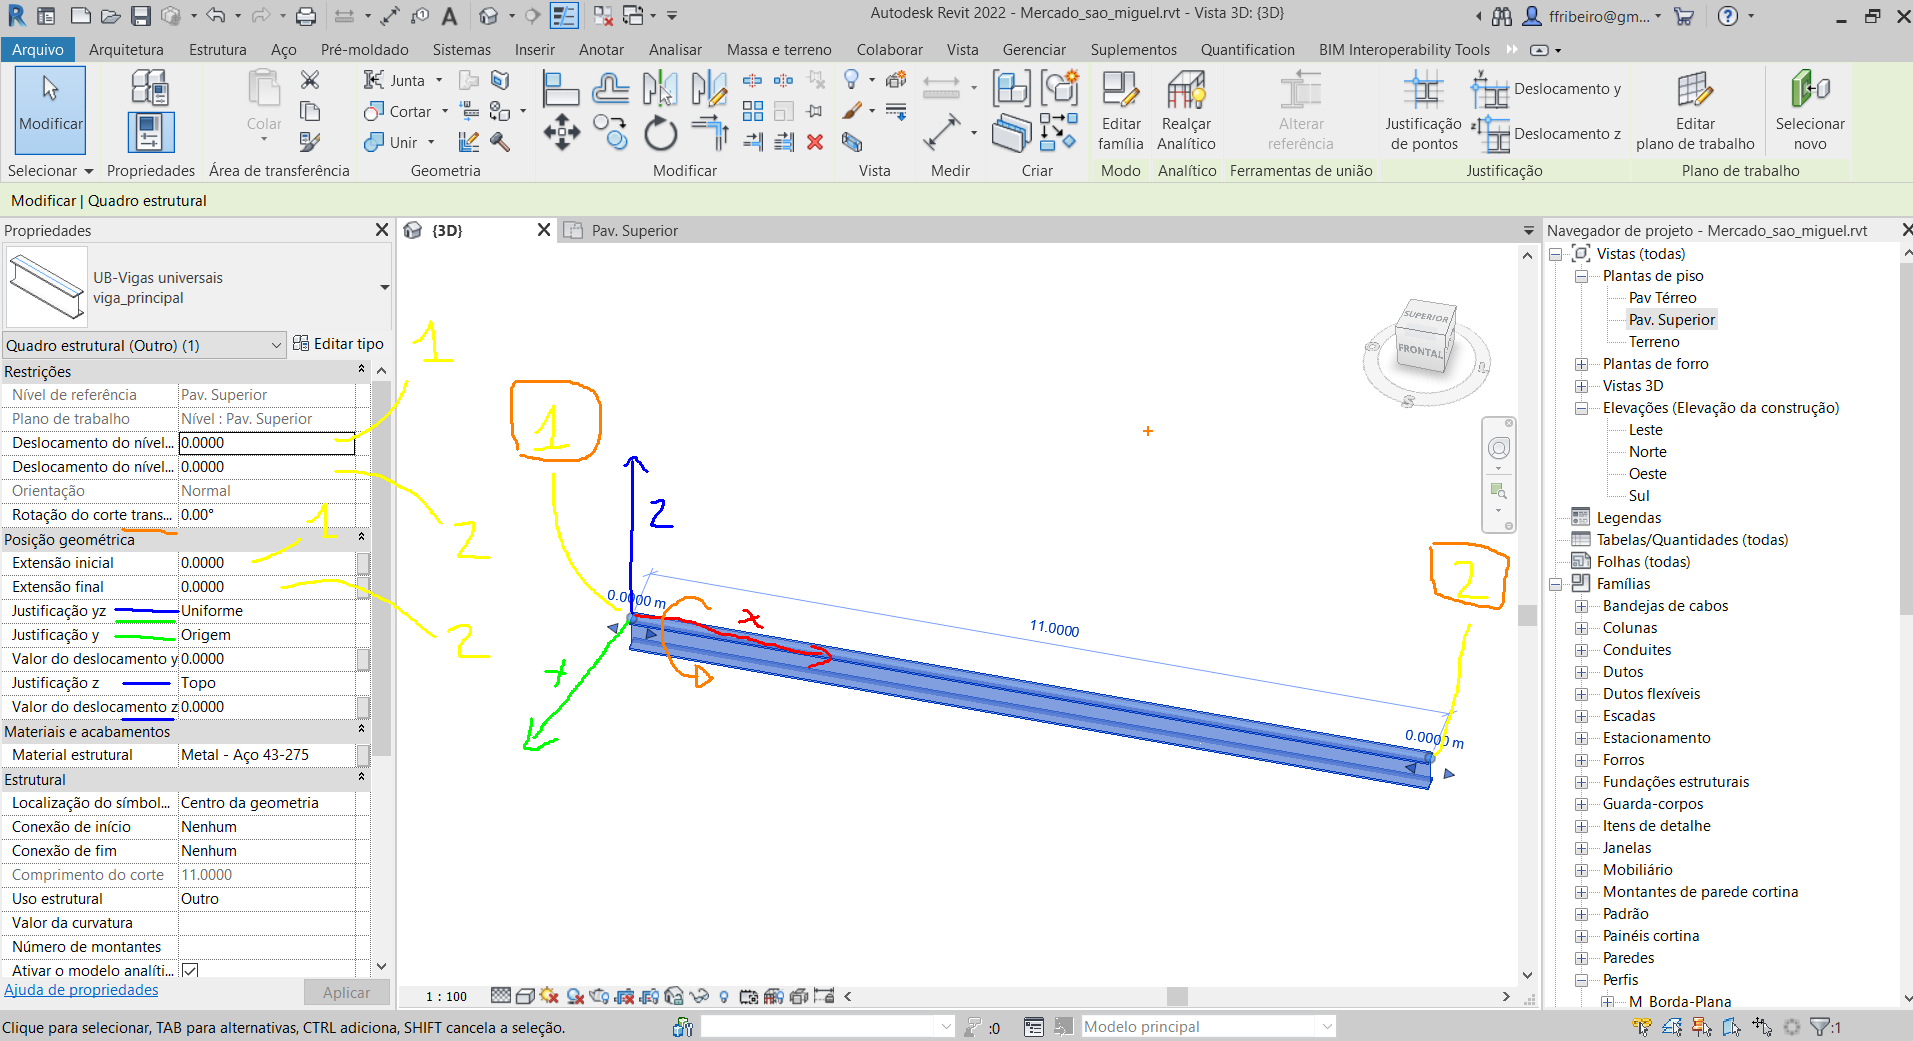 Autodesk Revit 2022 - Mercado_sao_miguel.rvt - Vista 3D: {3D}
ffribeiro@gm...
Arquivo Arquitetura Estrutura Aço Pré-moldado Sistemas Inserir Anotar Analisar Massa e terreno Colaborar Vista Gerenciar Suplementos Quantification BIM Interoperability Tools
Modificar
Colar
Junta
Cortar
Unir
Editar família
Realçar Analítico
Alterar referência
Justificação de pontos
Deslocamento y
Deslocamento z
Editar plano de trabalho
Selecionar novo
Selecionar Propriedades Área de transferência Geometria Modificar Vista Medir Criar Modo Analítico Ferramentas de união Justificação Plano de trabalho
Modificar | Quadro estrutural
Propriedades
UB-Vigas universais
viga_principal
Quadro estrutural (Outro) (1) Editar tipo
Restrições
Nível de referência Pav. Superior
Plano de trabalho Nível : Pav. Superior
Deslocamento do nível... 0.0000
Deslocamento do nível... 0.0000
Orientação Normal
Rotação do corte trans... 0.00°
Posição geométrica
Extensão inicial 0.0000
Extensão final 0.0000
Justificação yz Uniforme
Justificação y Origem
Valor do deslocamento y 0.0000
Justificação z Topo
Valor do deslocamento z 0.0000
Materiais e acabamentos
Material estrutural Metal - Aço 43-275
Estrutural
Localização do símbol... Centro da geometria
Conexão de início Nenhum
Conexão de fim Nenhum
Comprimento do corte 11.0000
Uso estrutural Outro
Valor da curvatura
Número de montantes
Ativar o modelo analíti...
Ajuda de propriedades Aplicar
{3D} Pav. Superior
1
2
1
2
1
2
2
x
0.0000 m
11.0000
0.0000 m
SUPERIOR
FRONTAL
1 : 100
Navegador de projeto - Mercado_sao_miguel.rvt
Vistas (todas)
Plantas de piso
Pav Térreo
Pav. Superior
Terreno
Plantas de forro
Vistas 3D
Elevações (Elevação da construção)
Leste
Norte
Oeste
Sul
Legendas
Tabelas/Quantidades (todas)
Folhas (todas)
Famílias
Bandejas de cabos
Colunas
Conduites
Dutos
Dutos flexíveis
Escadas
Estacionamento
Forros
Fundações estruturais
Guarda-corpos
Itens de detalhe
Janelas
Mobiliário
Montantes de parede cortina
Padrão
Painéis cortina
Paredes
Perfis
M_Borda-Plana
Clique para selecionar, TAB para alternativas, CTRL adiciona, SHIFT cancela a seleção.
:0
Modelo principal
:1